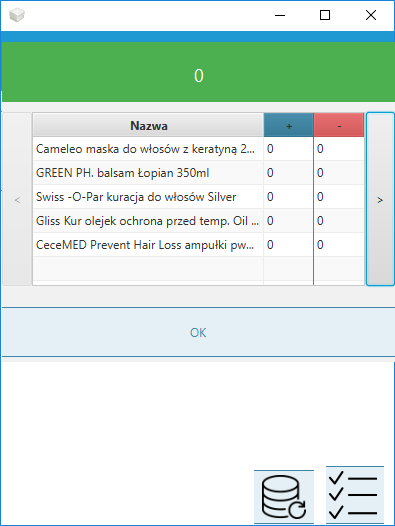 0
Nazwa + -
Cameleo maska do włosów z keratyną 2... 0 0
GREEN PH. balsam Łopian 350ml 0 0
< Swiss -O-Par kuracja do włosów Silver 0 0 >
Gliss Kur olejek ochrona przed temp. Oil ... 0 0
CeceMED Prevent Hair Loss ampułki pw... 0 0
OK